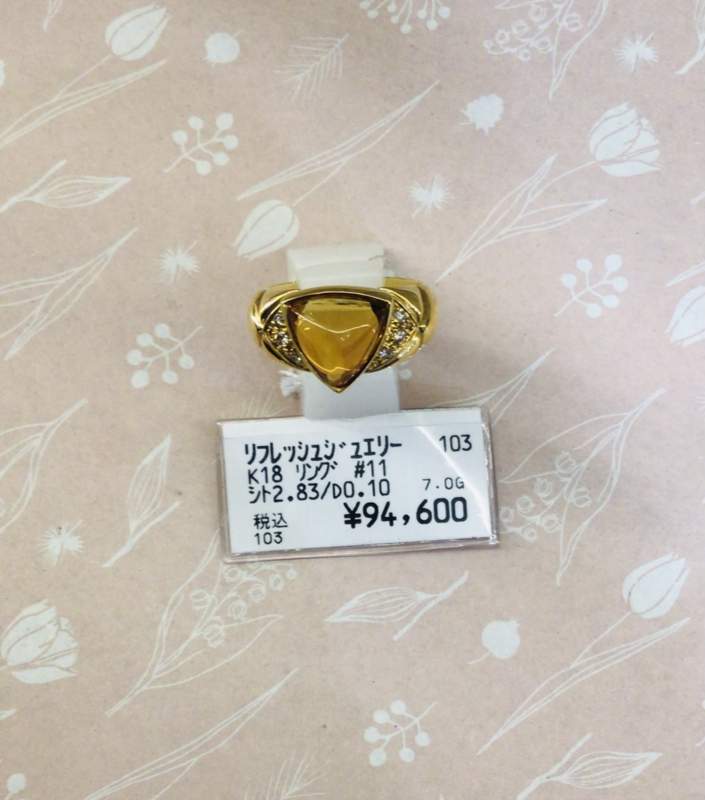 リフレッシュジュエリー 103
K18 リング #11
シト2.83/D0.10 7.0G
税込 ¥94,600
103